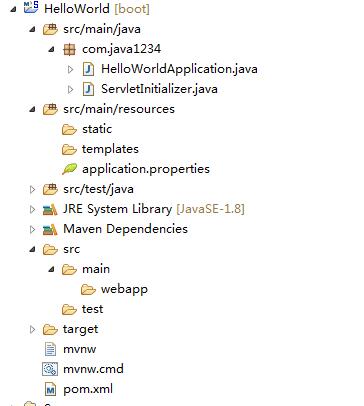 HelloWorld [boot]
src/main/java
com.java1234
HelloWorldApplication.java
ServletInitializer.java
src/main/resources
static
templates
application.properties
src/test/java
JRE System Library [JavaSE-1.8]
Maven Dependencies
src
main
webapp
test
target
mvnw
mvnw.cmd
pom.xml